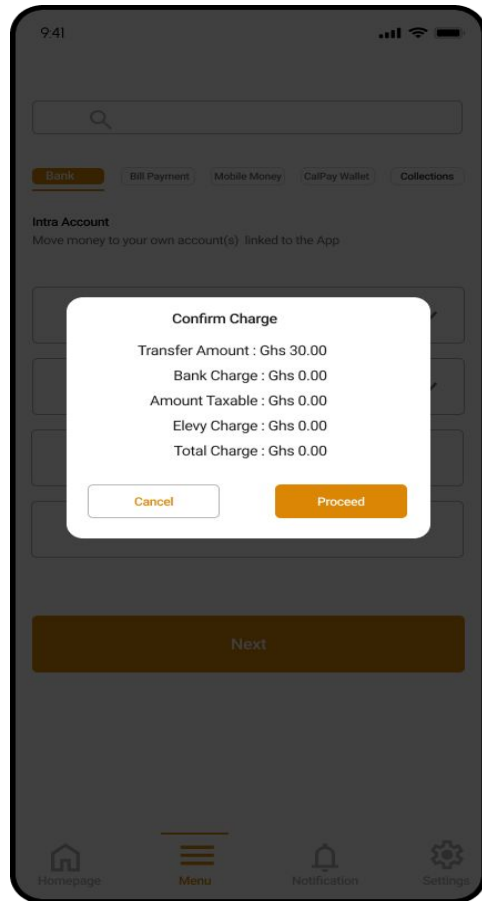 9:41
Bank Bill Payment Mobile Money CalPay Wallet Collections
Intra Account
Move money to your own account(s) linked to the App
Confirm Charge
Transfer Amount : Ghs 30.00
Bank Charge : Ghs 0.00
Amount Taxable : Ghs 0.00
Elevy Charge : Ghs 0.00
Total Charge : Ghs 0.00
Cancel Proceed
Next
Homepage Menu Notification Settings